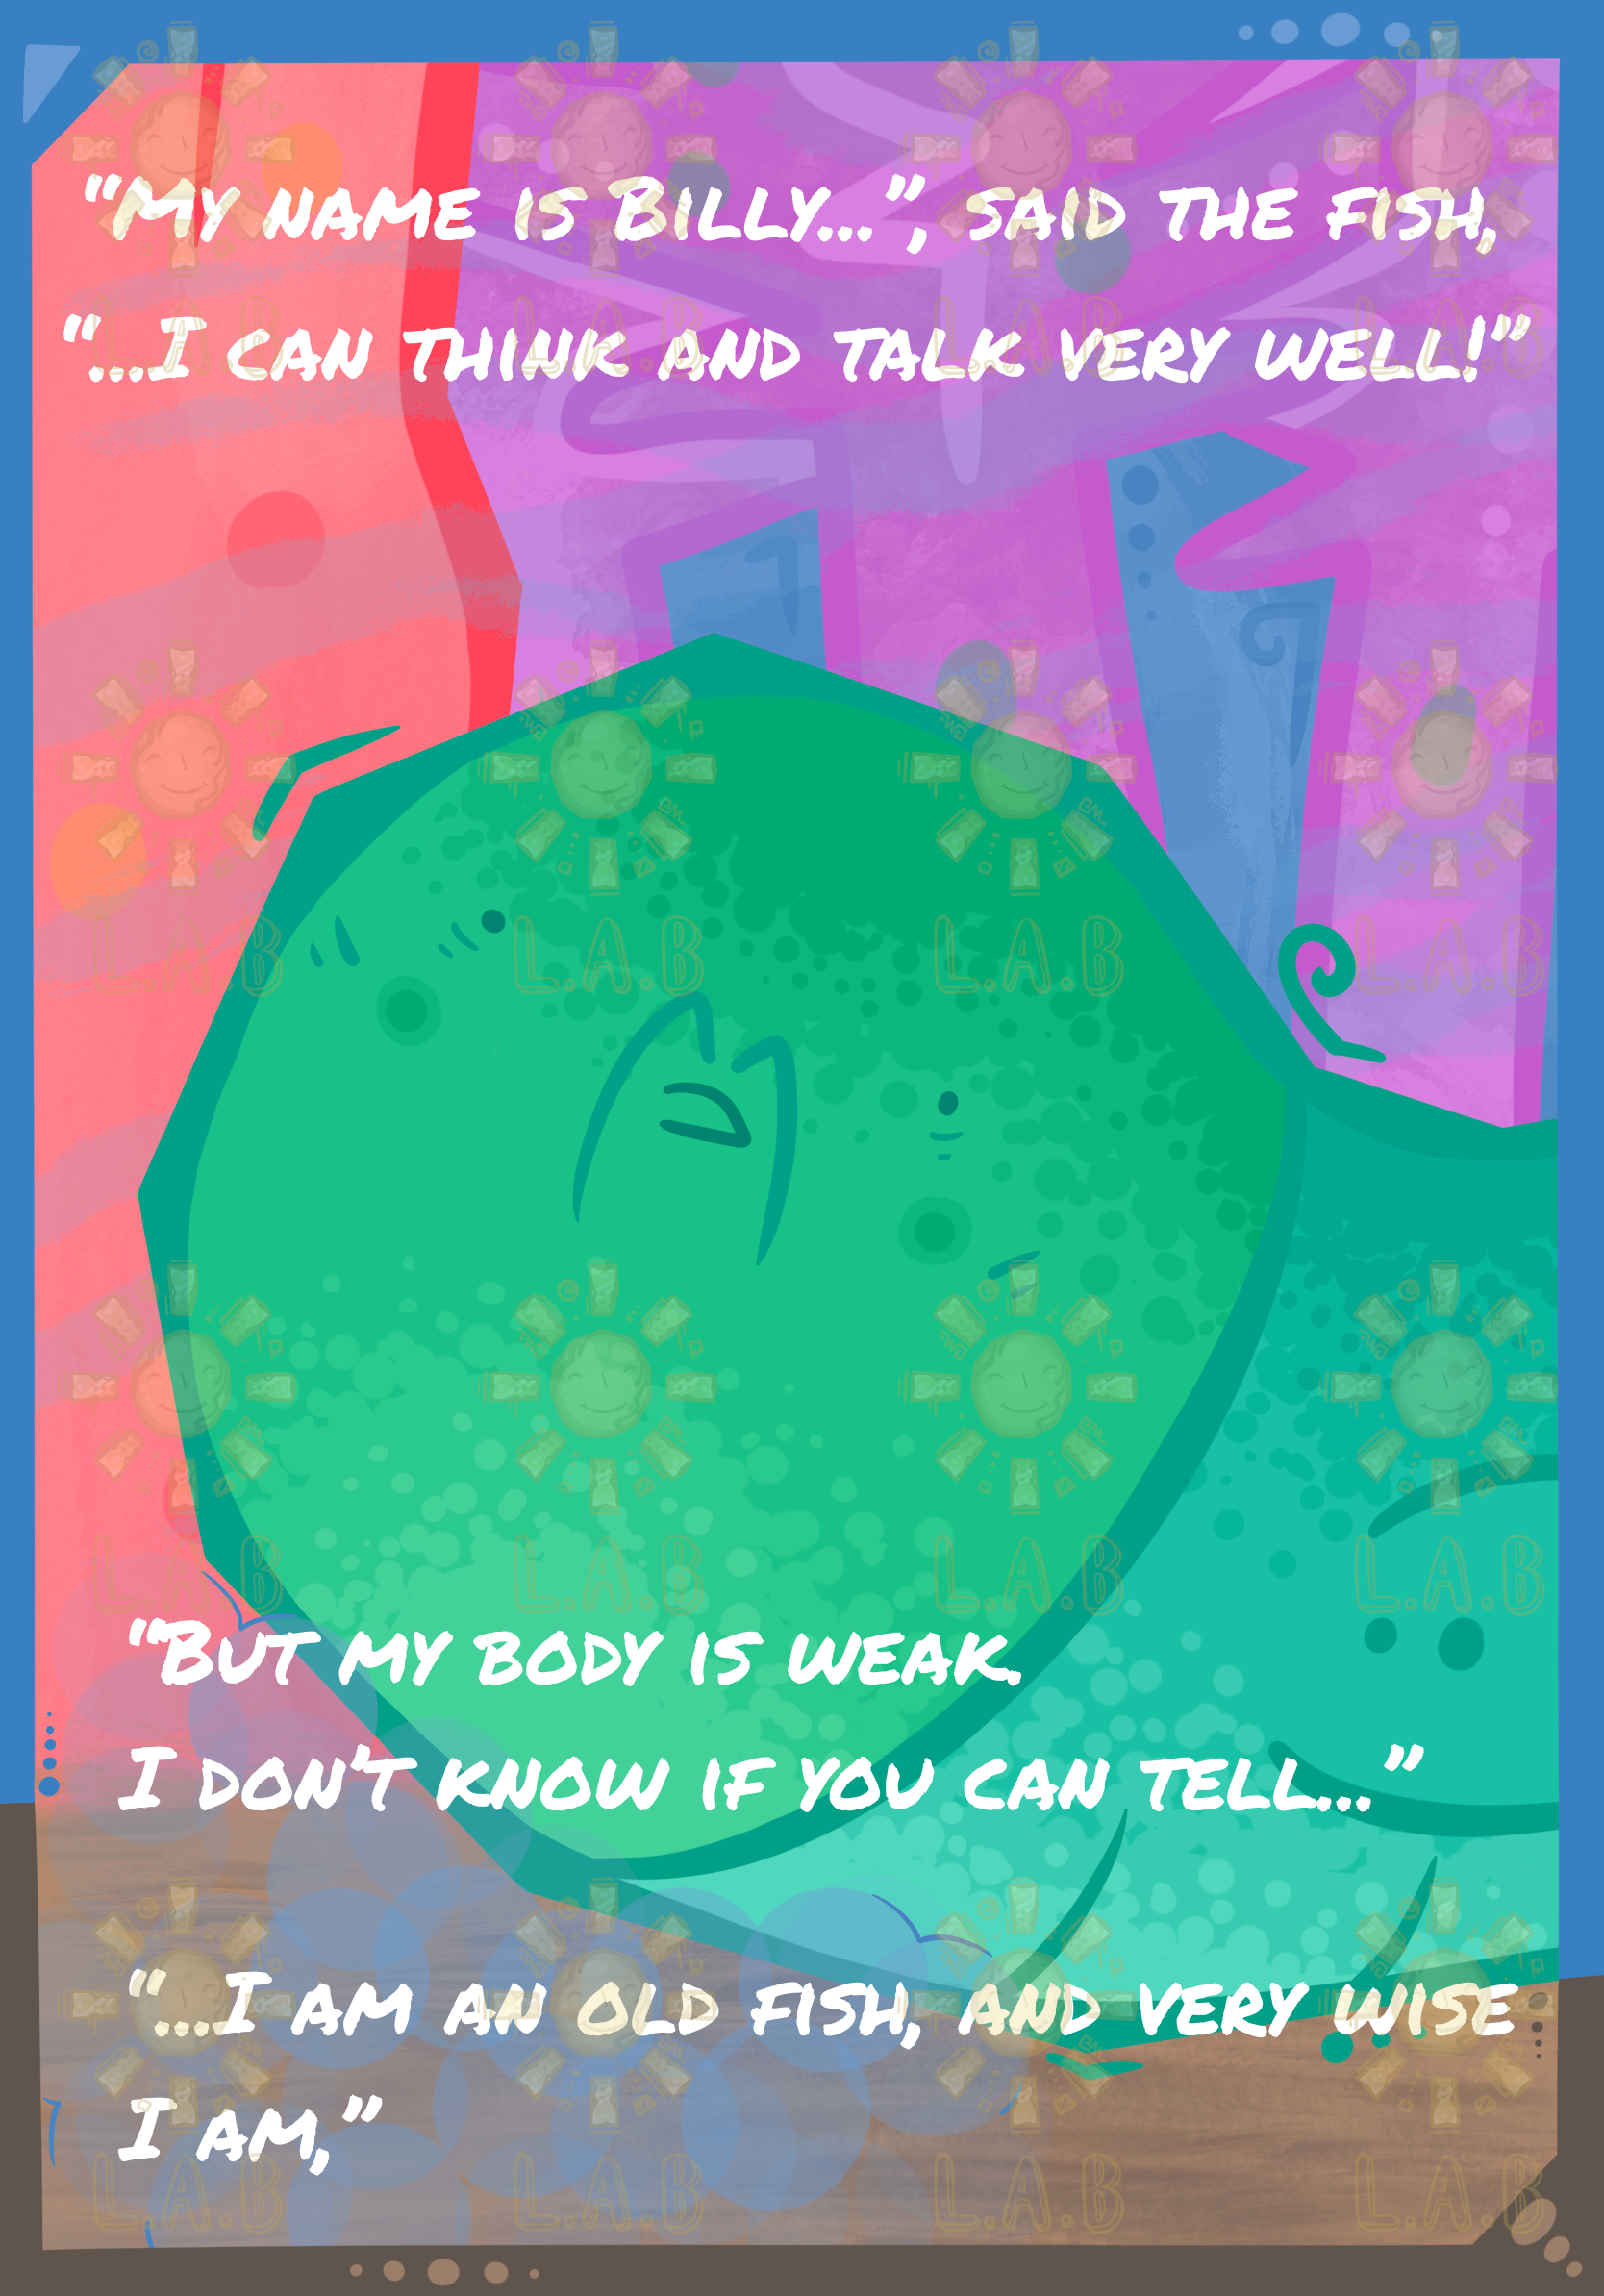 “My name is Billy...”, said the fish,
“...I can think and talk very well!”
“But my body is weak.
I don't know if you can tell...”
“...I am an old fish, and very wise
I am,”
L.A.B L.A.B L.A.B L.A.B
L.A.B L.A.B L.A.B L.A.B
L.A.B L.A.B L.A.B L.A.B
L.A.B L.A.B L.A.B L.A.B